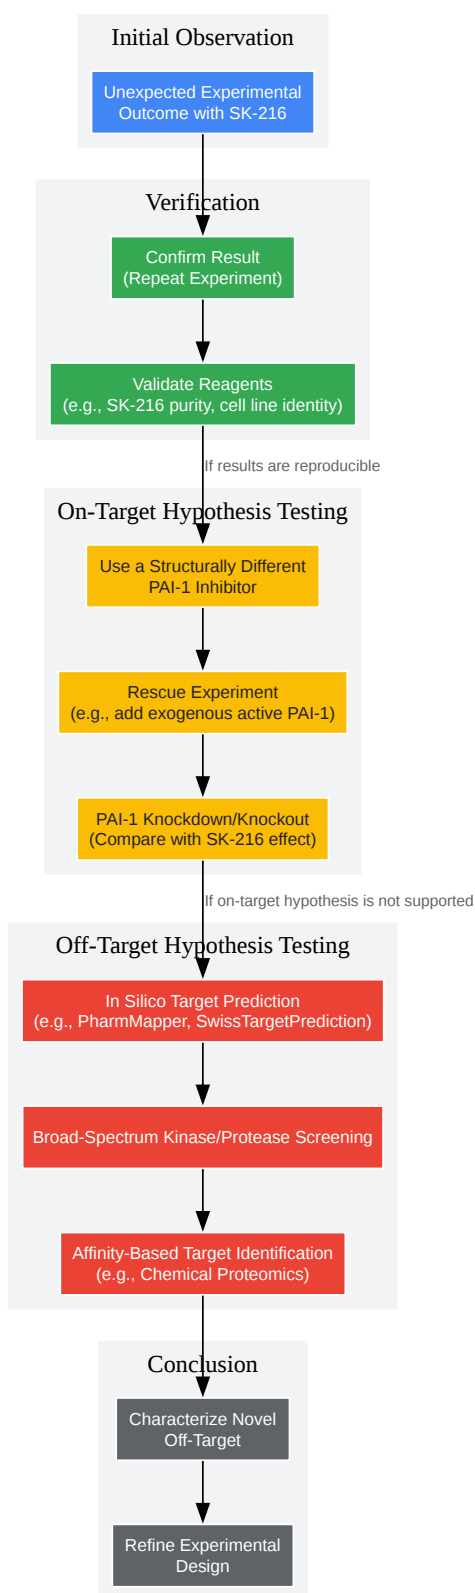 Initial Observation
Unexpected Experimental
Outcome with SK-216
Verification
Confirm Result
(Repeat Experiment)
Validate Reagents
(e.g., SK-216 purity, cell line identity)
If results are reproducible
On-Target Hypothesis Testing
Use a Structurally Different
PAI-1 Inhibitor
Rescue Experiment
(e.g., add exogenous active PAI-1)
PAI-1 Knockdown/Knockout
(Compare with SK-216 effect)
If on-target hypothesis is not supported
Off-Target Hypothesis Testing
In Silico Target Prediction
(e.g., PharmMapper, SwissTargetPrediction)
Broad-Spectrum Kinase/Protease Screening
Affinity-Based Target Identification
(e.g., Chemical Proteomics)
Conclusion
Characterize Novel
Off-Target
Refine Experimental
Design